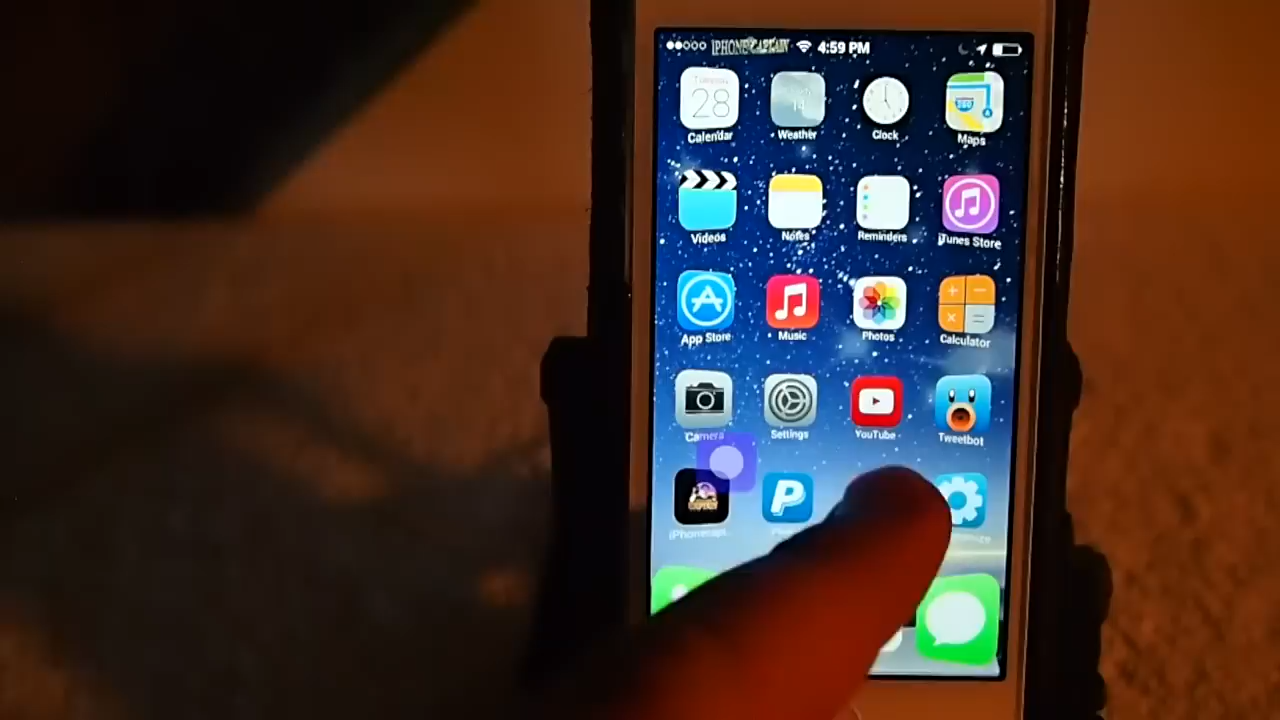 IPHONECAPTAIN 4:59 PM
28
Calendar Weather Clock Maps
280
Videos Notes Reminders iTunes Store
App Store Music Photos Calculator
Camera Settings YouTube Tweetbot
P